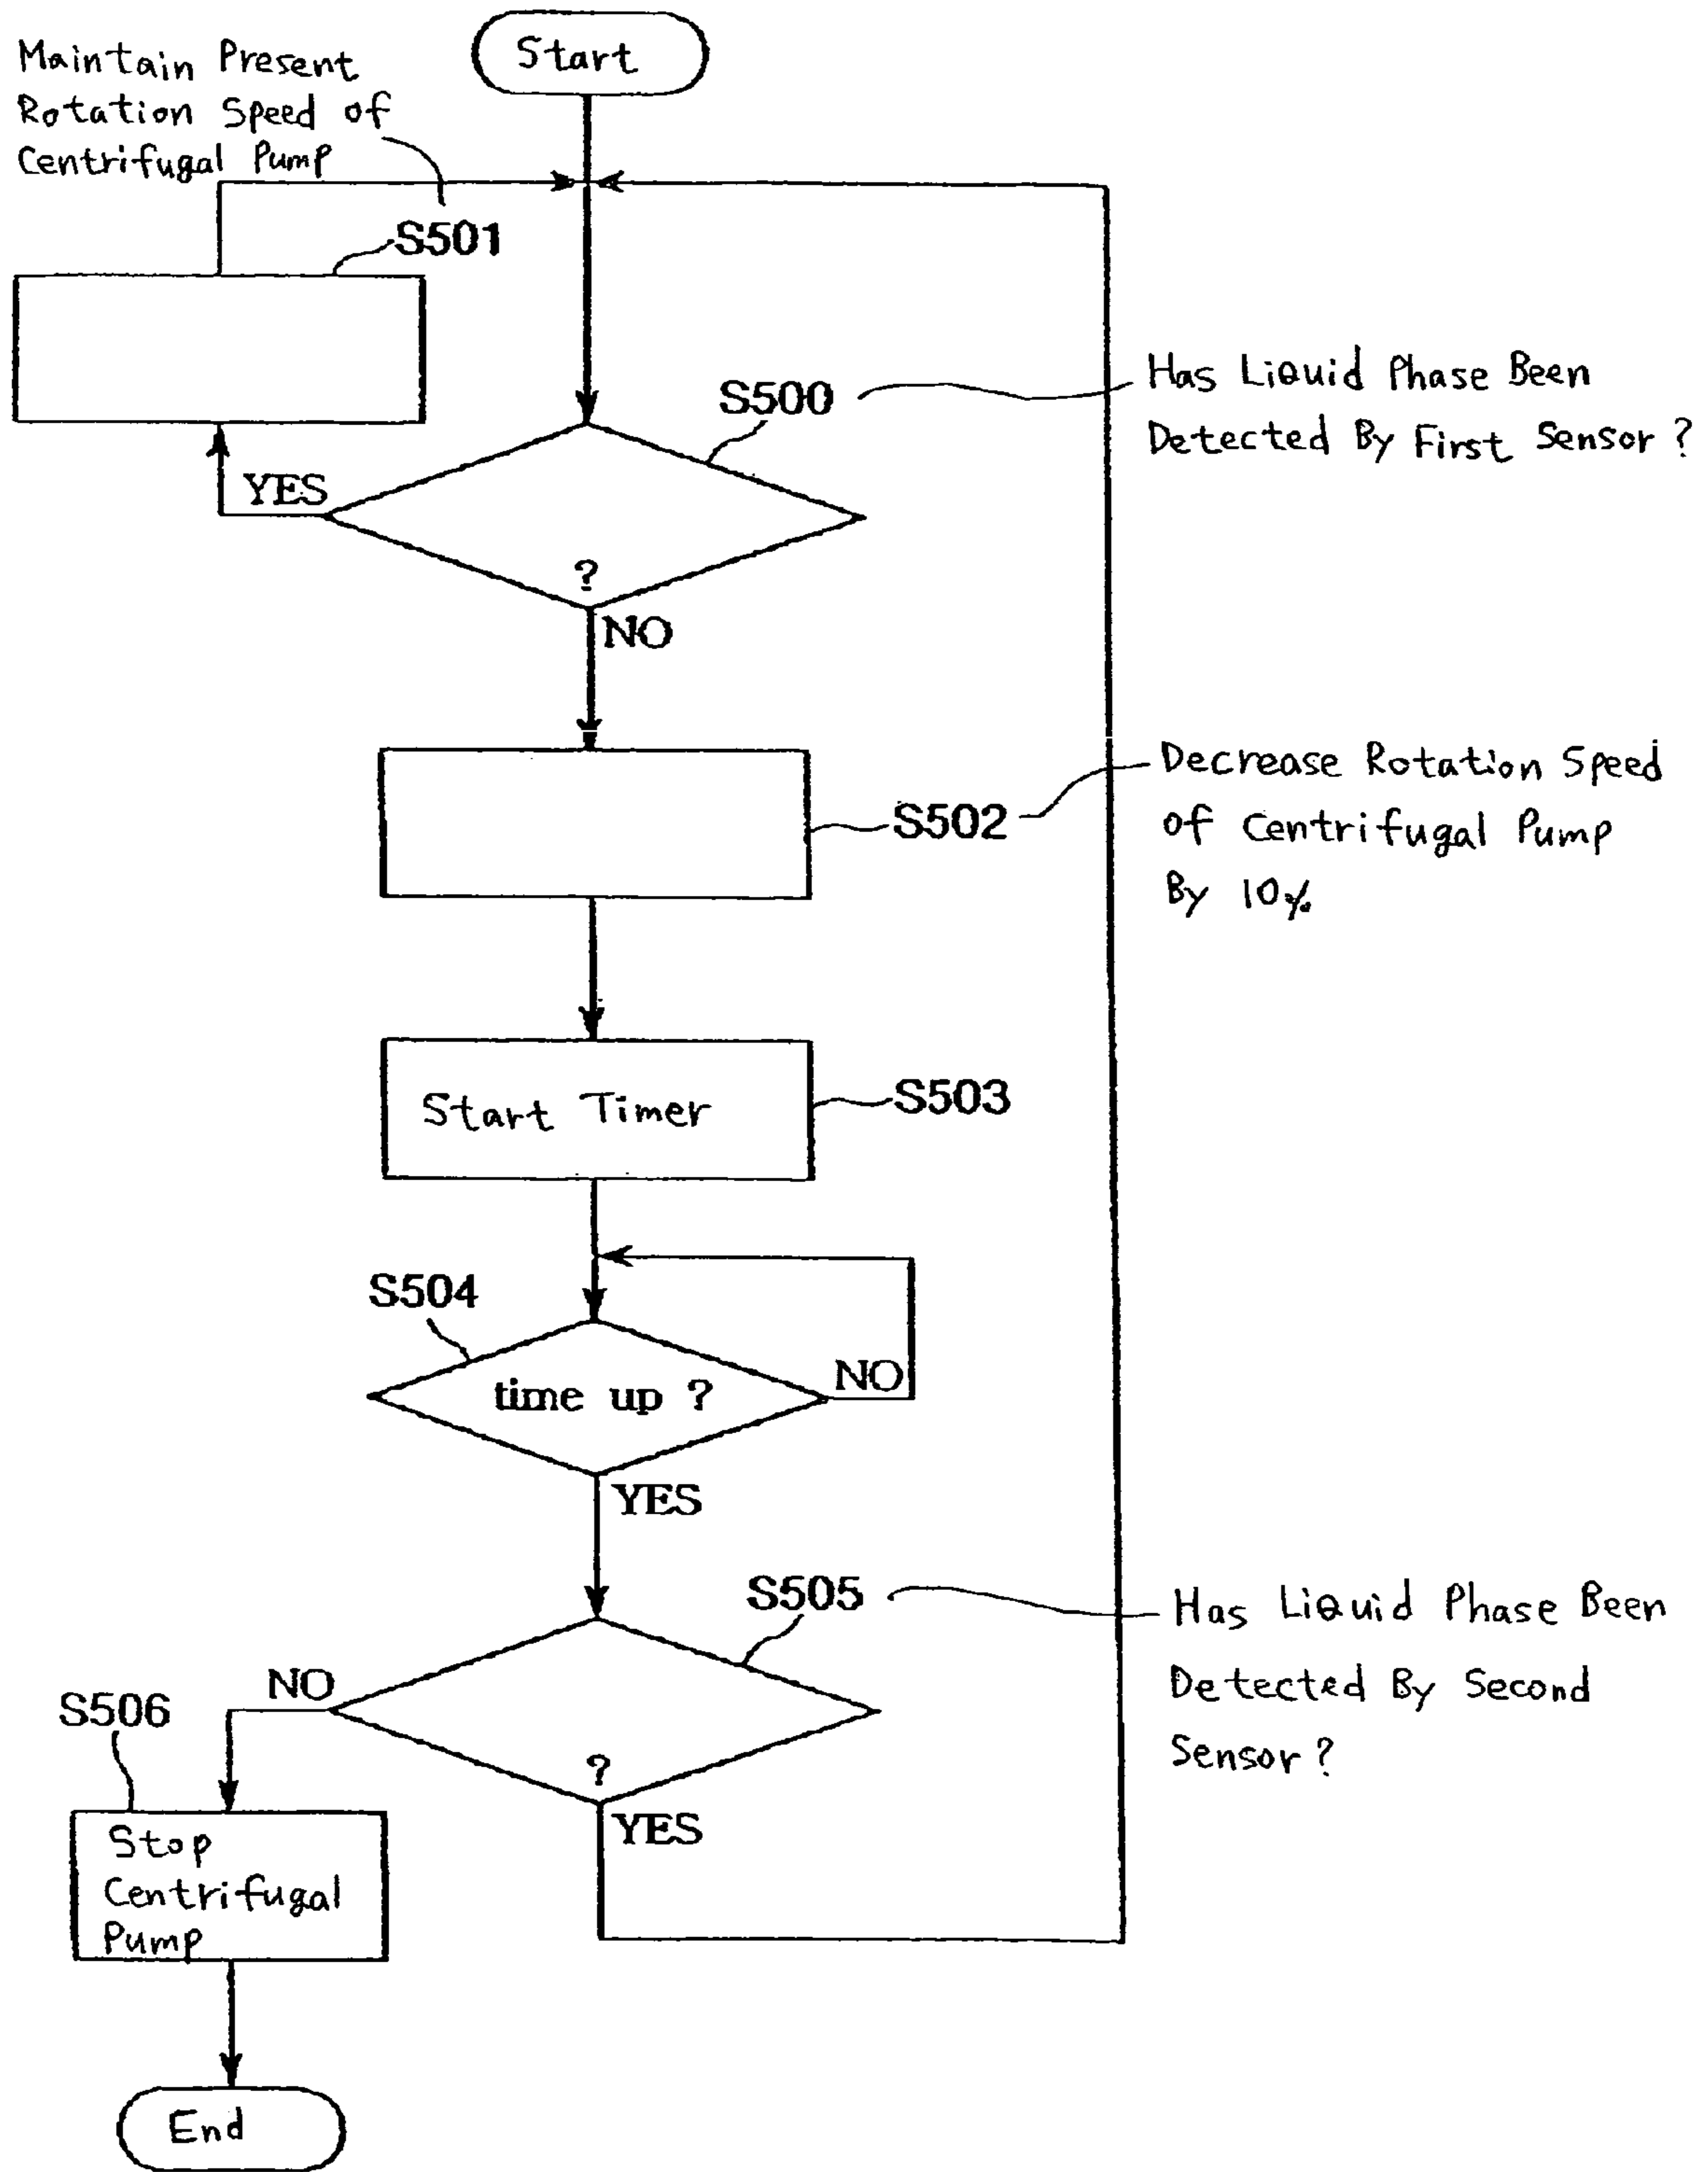 Start
Maintain Present
Rotation Speed of
Centrifugal Pump
S501
S500
Has Liquid Phase Been
Detected By First Sensor ?
YES
?
NO
S502
Decrease Rotation Speed
of Centrifugal Pump
By 10%
Start Timer
S503
S504
time up ?
NO
YES
S505
Has Liquid Phase Been
Detected By Second
Sensor ?
NO
S506
?
YES
Stop
Centrifugal
Pump
End